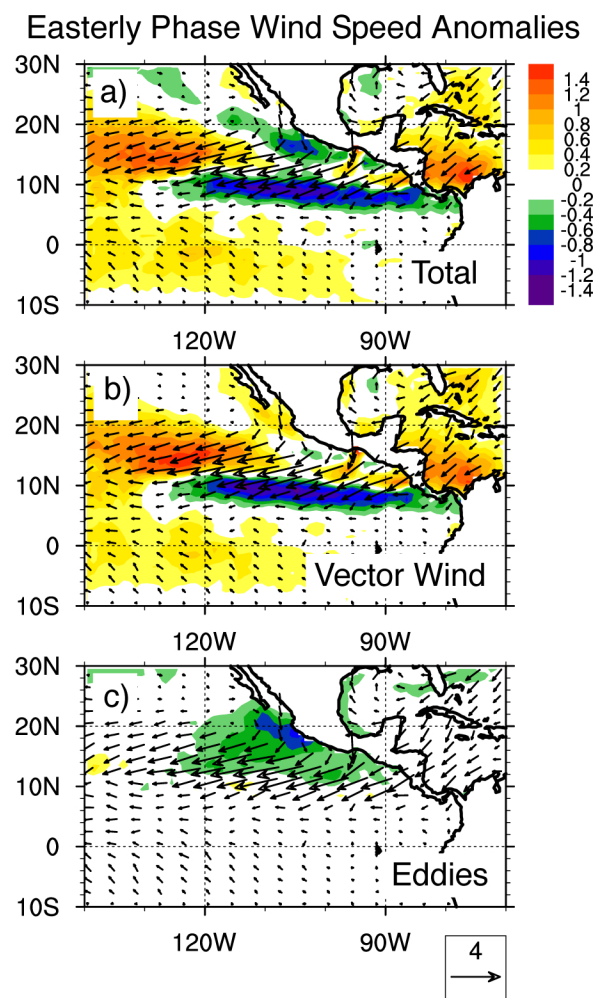 Easterly Phase Wind Speed Anomalies
30N
a)
20N
10N
0
10S
Total
120W
90W
1.4
1.2
1
0.8
0.6
0.4
0.2
0
-0.2
-0.4
-0.6
-0.8
-1
-1.2
-1.4
30N
b)
20N
10N
0
10S
Vector Wind
120W
90W
30N
c)
20N
10N
0
10S
Eddies
120W
90W
4